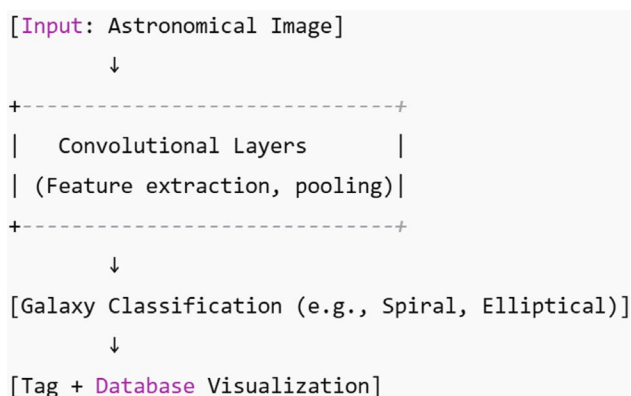 [Input: Astronomical Image]
↓
+------------------------------+
| Convolutional Layers |
| (Feature extraction, pooling)|
+------------------------------+
↓
[Galaxy Classification (e.g., Spiral, Elliptical)]
↓
[Tag + Database Visualization]